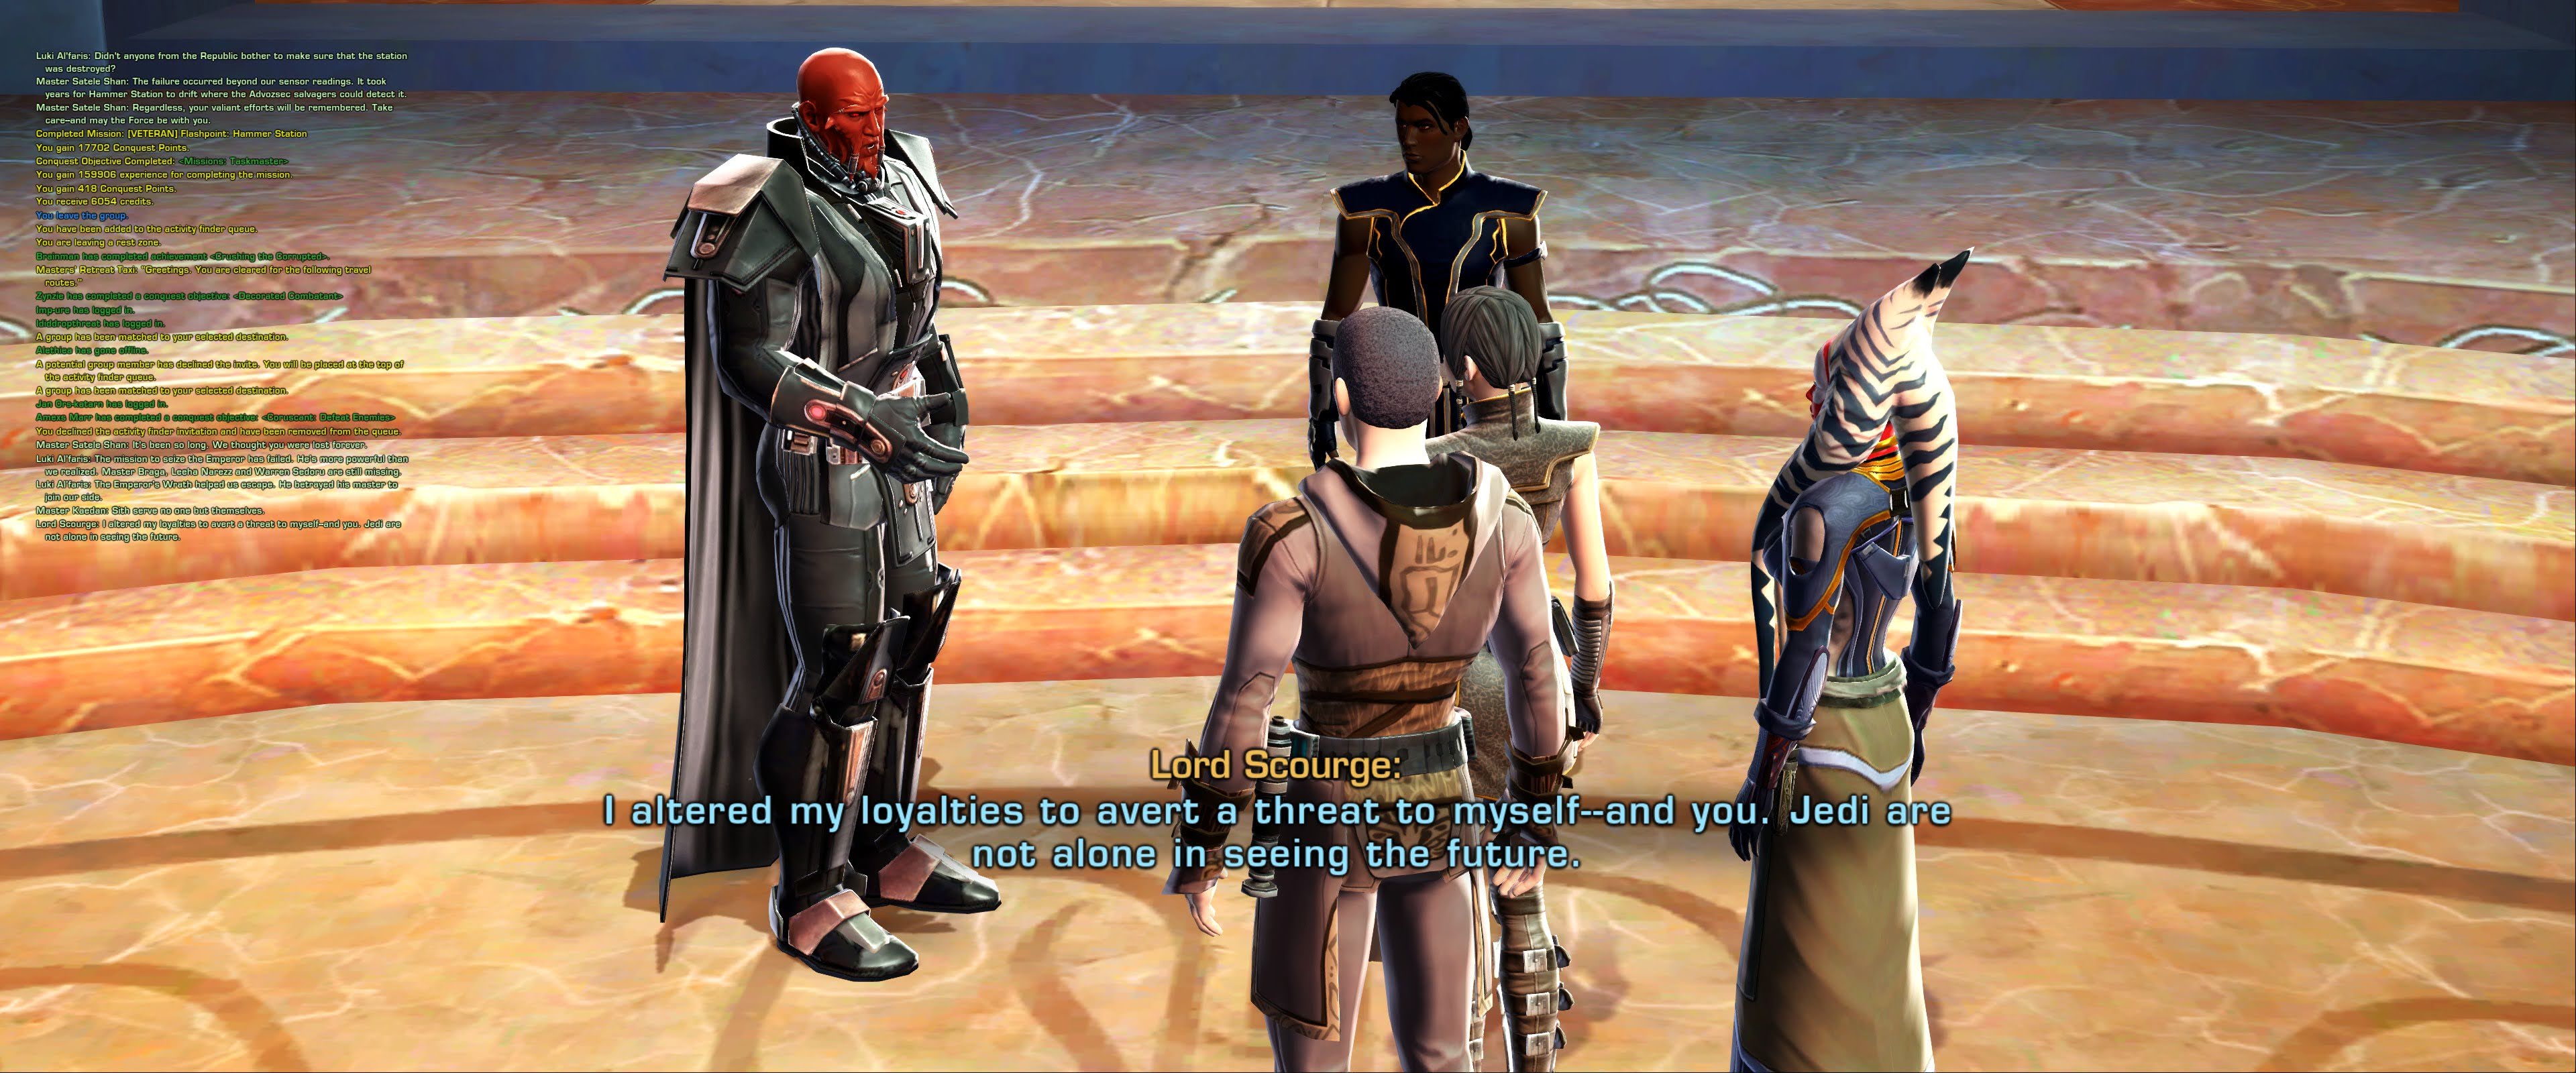 Luki Al'faris: Didn't anyone from the Republic bother to make sure that the station
was destroyed?
Master Satele Shan: The failure occurred beyond our sensor readings. It took
years for Hammer Station to drift where the Advozsec salvagers could detect it.
Master Satele Shan: Regardless, your valiant efforts will be remembered. Take
care--and may the Force be with you.
Completed Mission: [VETERAN] Flashpoint: Hammer Station
You gain 17702 Conquest Points.
Conquest Objective Completed: <Missions: Taskmaster>
You gain 159906 experience for completing the mission.
You gain 418 Conquest Points.
You receive 6054 credits.
You leave the group.
You have been added to the activity finder queue.
You are leaving a rest zone.
Brainman has completed achievement <Crushing the Corrupted>.
Masters' Retreat Taxi: "Greetings. You are cleared for the following travel
routes."
Zynzie has completed a conquest objective: <Decorated Combatant>
Imp-ure has logged in.
Ididdropthreat has logged in.
A group has been matched to your selected destination.
Alethies has gone offline.
A potential group member has declined the invite. You will be placed at the top of
the activity finder queue.
A group has been matched to your selected destination.
Jan Ors-katarn has logged in.
Amezs Marr has completed a conquest objective: <Coruscant: Defeat Enemies>
You declined the activity finder invitation and have been removed from the queue.
Master Satele Shan: It's been so long. We thought you were lost forever.
Luki Al'faris: The mission to seize the Emperor has failed. He's more powerful than
we realized. Master Braga, Leeha Narezz and Warren Sedoru are still missing.
Luki Al'faris: The Emperor's Wrath helped us escape. He betrayed his master to
join our side.
Master Kaedan: Sith serve no one but themselves.
Lord Scourge: I altered my loyalties to avert a threat to myself--and you. Jedi are
not alone in seeing the future.
Lord Scourge:
I altered my loyalties to avert a threat to myself--and you. Jedi are
not alone in seeing the future.